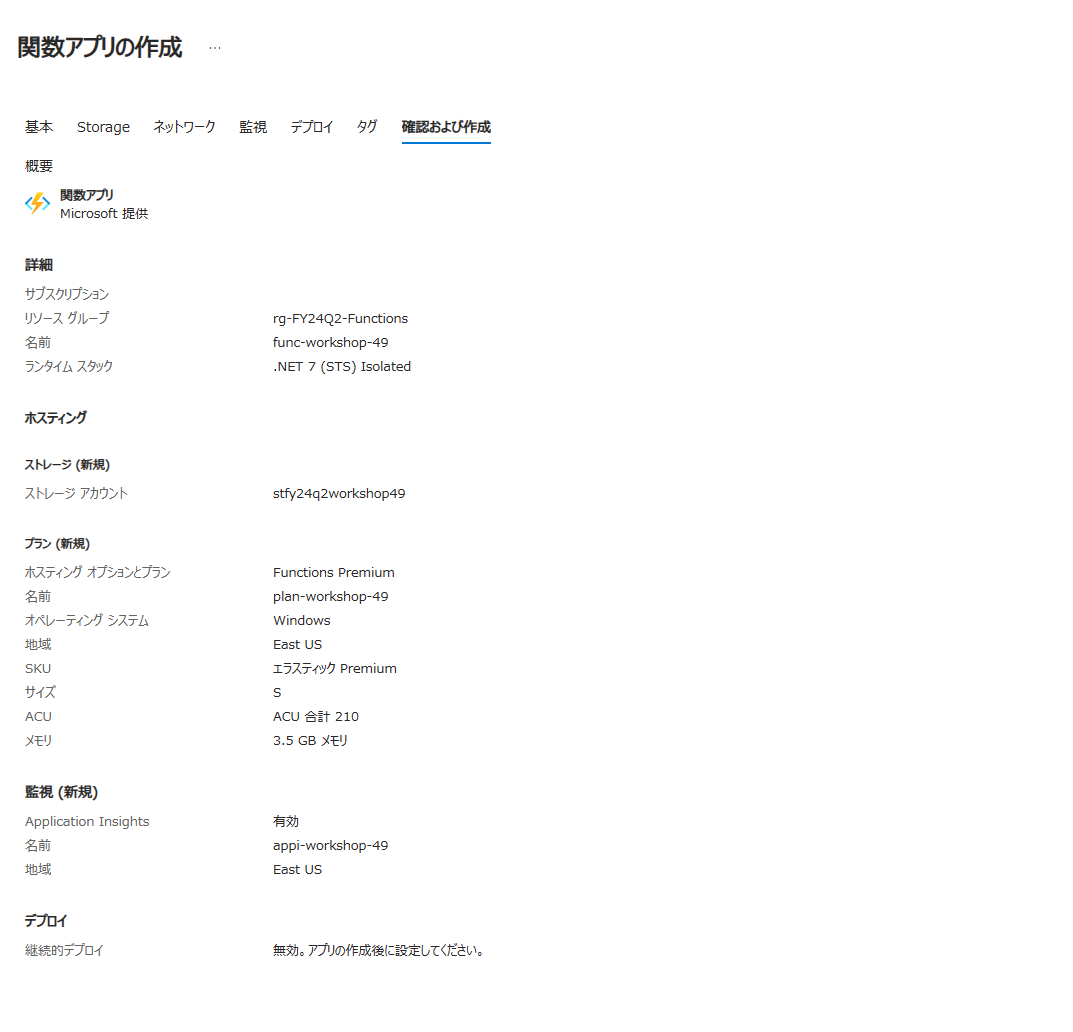 関数アプリの作成 …
基本 Storage ネットワーク 監視 デプロイ タグ 確認および作成
概要
関数アプリ
Microsoft 提供
詳細
サブスクリプション
リソース グループ rg-FY24Q2-Functions
名前 func-workshop-49
ランタイム スタック .NET 7 (STS) Isolated
ホスティング
ストレージ (新規)
ストレージ アカウント stfy24q2workshop49
プラン (新規)
ホスティング オプションとプラン Functions Premium
名前 plan-workshop-49
オペレーティング システム Windows
地域 East US
SKU エラスティック Premium
サイズ S
ACU ACU 合計 210
メモリ 3.5 GB メモリ
監視 (新規)
Application Insights 有効
名前 appi-workshop-49
地域 East US
デプロイ
継続的デプロイ 無効。アプリの作成後に設定してください。